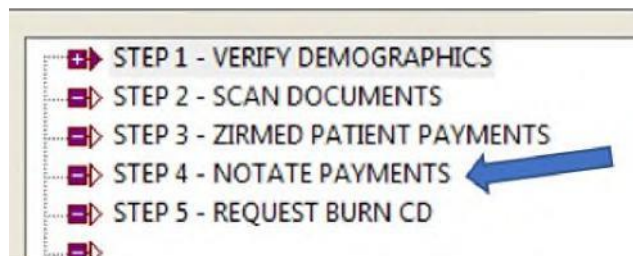 STEP 1 - VERIFY DEMOGRAPHICS
STEP 2 - SCAN DOCUMENTS
STEP 3 - ZIRMED PATIENT PAYMENTS
STEP 4 - NOTATE PAYMENTS
STEP 5 - REQUEST BURN CD